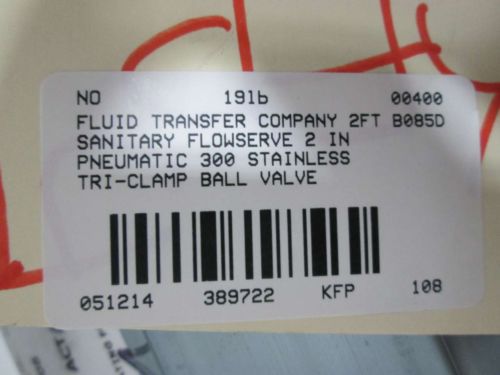 NO 19lb 00400
FLUID TRANSFER COMPANY 2FT B085D
SANITARY FLOWSERVE 2 IN
PNEUMATIC 300 STAINLESS
TRI-CLAMP BALL VALVE
051214 389722 KFP 108